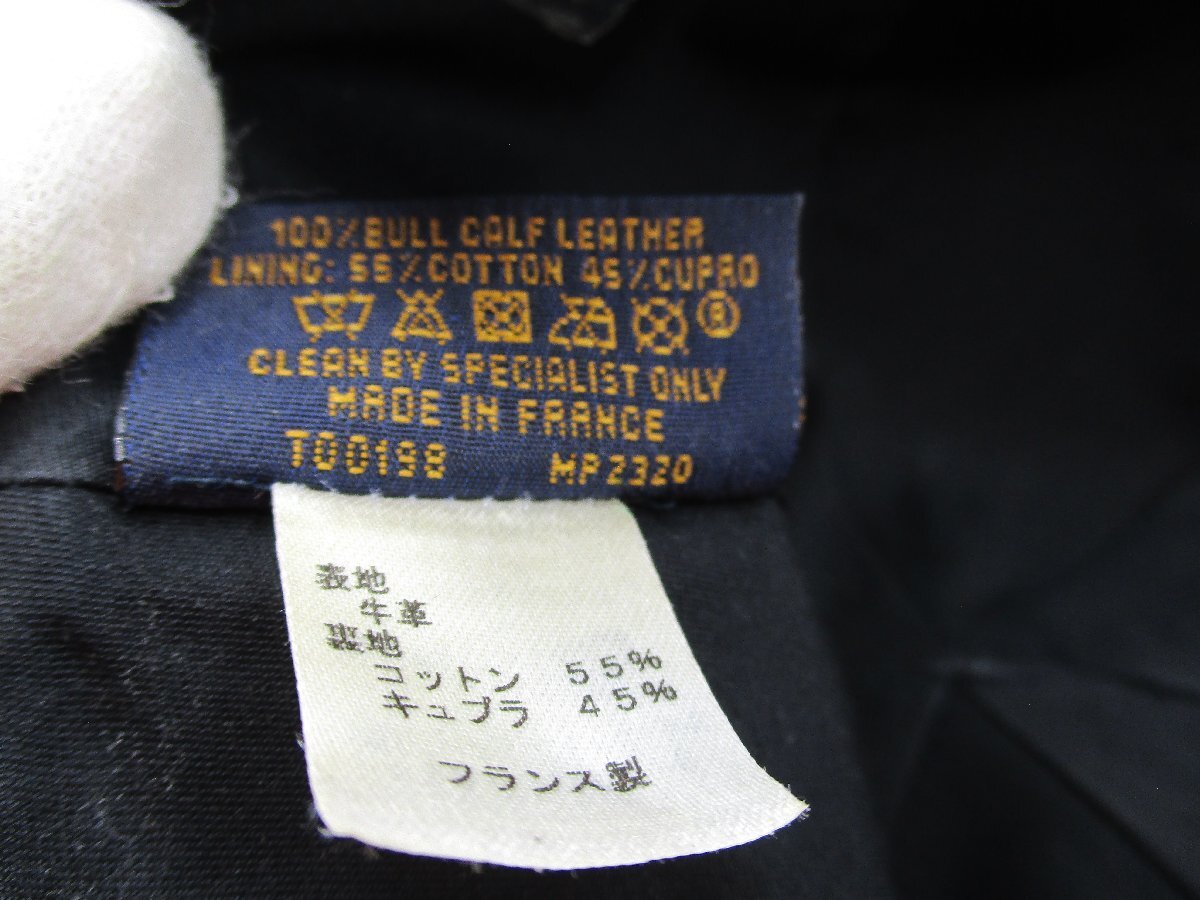 100% BULL CALF LEATHER
LINING: 55% COTTON 45% CUPRO
®
CLEAN BY SPECIALIST ONLY
MADE IN FRANCE
T00198 MP2320
表地
牛革
裏地
コットン 55%
キュプラ 45%
フランス製